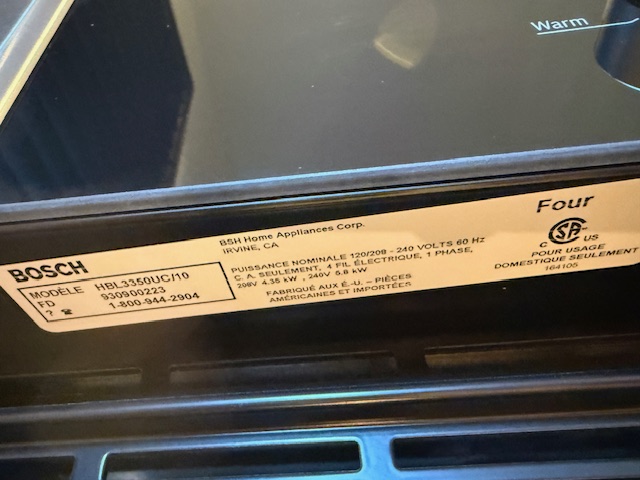 Warm
BOSCH
MODÈLE HBL3350UC/10
FD 930900223
? ☎ 1-800-944-2904
BSH Home Appliances Corp.
IRVINE, CA
PUISSANCE NOMINALE 120/208 - 240 VOLTS 60 Hz
C. A. SEULEMENT, 4 FIL ÉLECTRIQUE, 1 PHASE,
208V 4.35 kW ; 240V 5.8 kW
FABRIQUÉ AUX É.-U. – PIÈCES
AMÉRICAINES ET IMPORTÉES
Four
C SA US
POUR USAGE
DOMESTIQUE SEULEMENT
164105